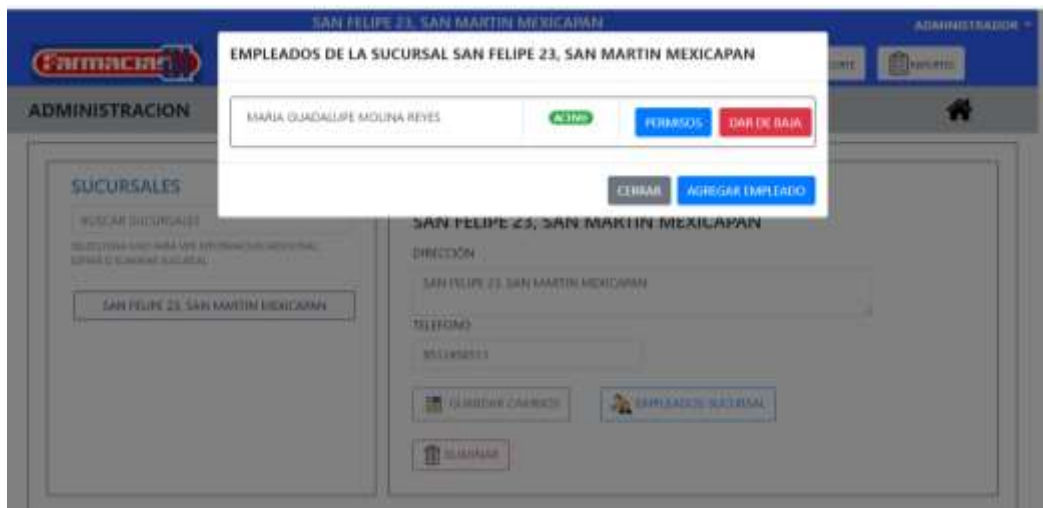 SAN FELIPE 23, SAN MARTIN MEXICAPAN
ADMINISTRADOR
Farmacias
EMPLEADOS DE LA SUCURSAL SAN FELIPE 23, SAN MARTIN MEXICAPAN
ADMINISTRACION
MARIA GUADALUPE MOLINA REYES
ACTIVO
PERMISOS
DAR DE BAJA
CERRAR
AGREGAR EMPLEADO
SUCURSALES
BUSCAR SUCURSALES
SAN FELIPE 23, SAN MARTIN MEXICAPAN
SAN FELIPE 23, SAN MARTIN MEXICAPAN
DIRECCIÓN
SAN FELIPE 23, SAN MARTIN MEXICAPAN
TELEFONO
GUARDAR CAMBIOS
EMPLEADOS SUCURSAL
ELIMINAR